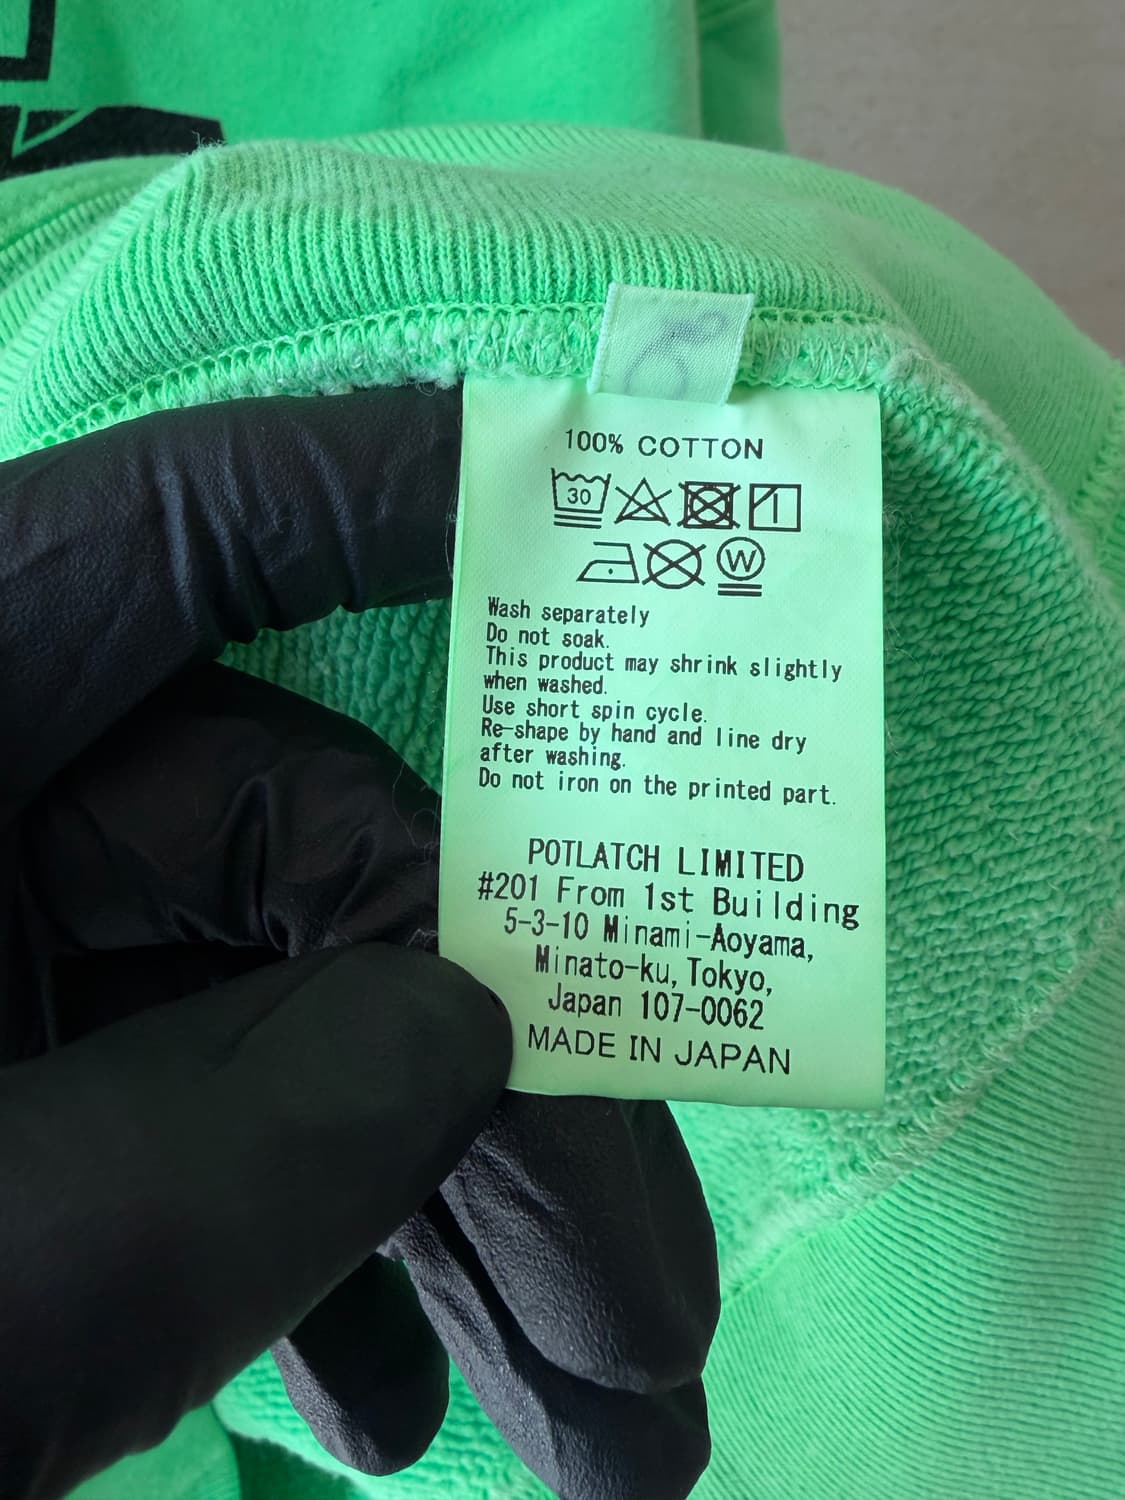 100% COTTON
30
W
Wash separately
Do not soak.
This product may shrink slightly
when washed.
Use short spin cycle.
Re-shape by hand and line dry
after washing.
Do not iron on the printed part.
POTLATCH LIMITED
#201 From 1st Building
5-3-10 Minami-Aoyama,
Minato-ku, Tokyo,
Japan 107-0062
MADE IN JAPAN